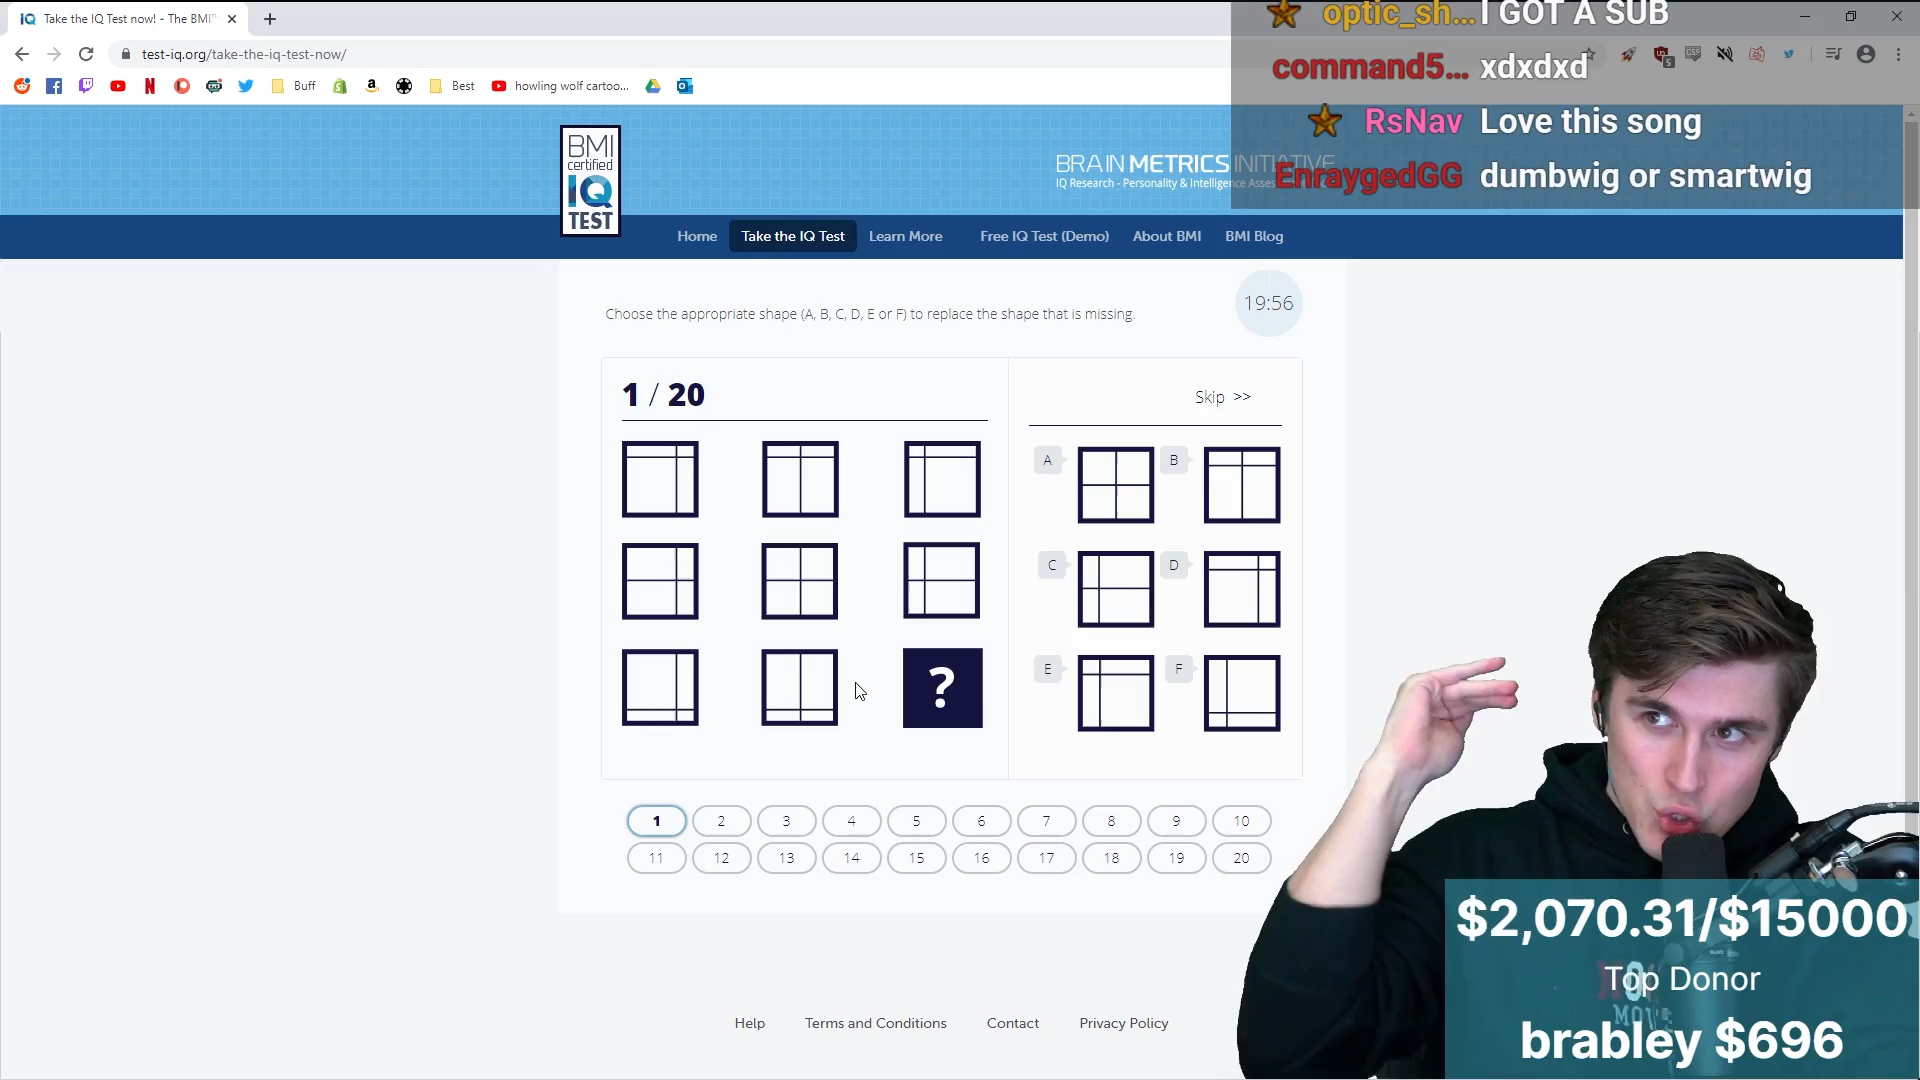 Take the IQ Test now! - The BMI
test-iq.org/take-the-iq-test-now/
Buff
Best
howling wolf cartoo...
optic_sh... I GOT A SUB
command5... xdxdxd
RsNav Love this song
EnraygedGG dumbwig or smartwig
BMI
certified
IQ
TEST
BRAIN METRICS INITIATIVE
IQ Research - Personality & Intelligence
Home
Take the IQ Test
Learn More
Free IQ Test (Demo)
About BMI
BMI Blog
Choose the appropriate shape (A, B, C, D, E or F) to replace the shape that is missing.
19:56
1 / 20
Skip >>
A
B
C
D
E
F
?
1 2 3 4 5 6 7 8 9 10
11 12 13 14 15 16 17 18 19 20
Help
Terms and Conditions
Contact
Privacy Policy
$2,070.31/$15000
Top Donor
brabley $696